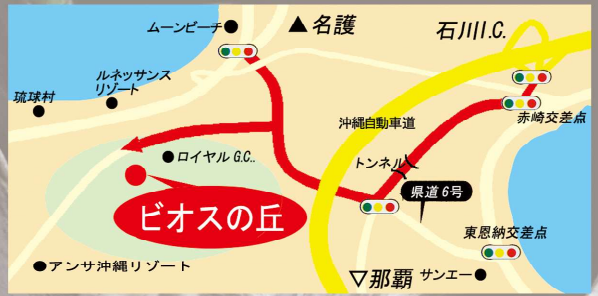 ムーンビーチ
▲名護
石川I.C.
ルネッサンス
リゾート
琉球村
赤崎交差点
沖縄自動車道
トンネル
ロイヤル G.C..
県道6号
ビオスの丘
東恩納交差点
アンサ沖縄リゾート
▽那覇
サンエー